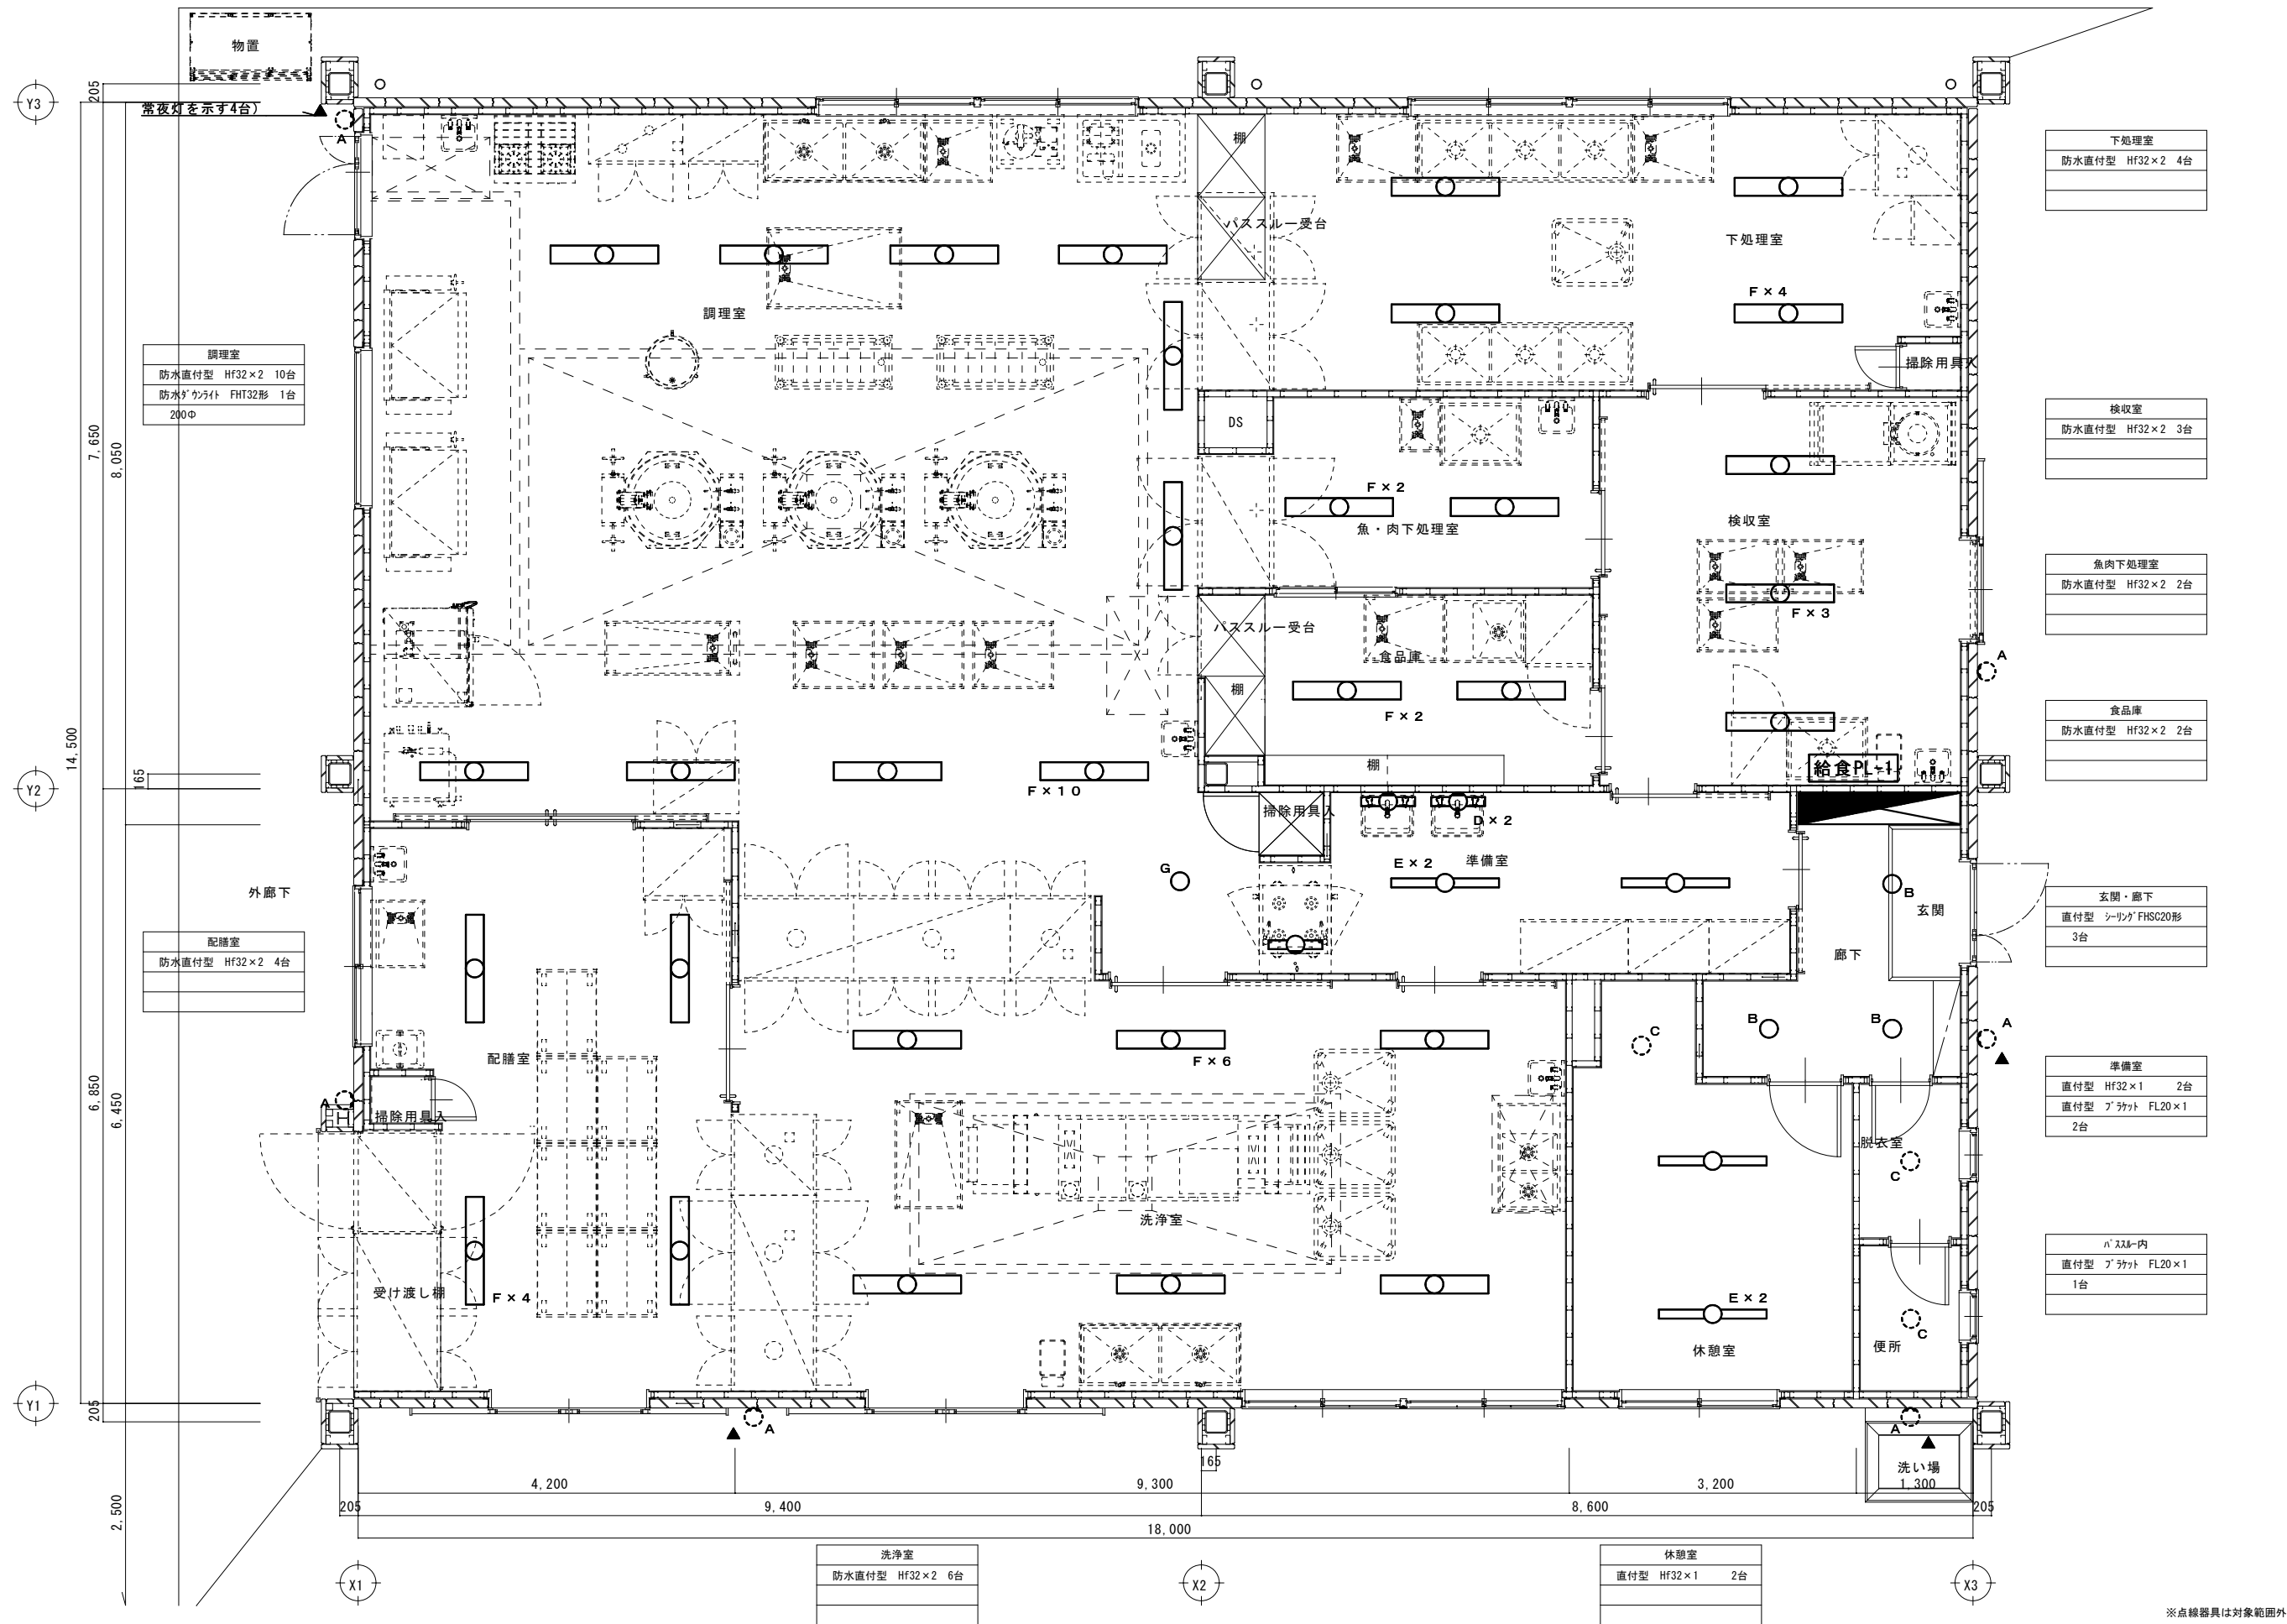 物置
Y3
205
常夜灯を示す4台)
A
棚
パススルー受台
下処理室
F×4
掃除用具入
調理室
下処理室
防水直付型 Hf32×2 4台
調理室
防水直付型 Hf32×2 10台
防水ﾀﾞｳﾝﾗｲﾄ FHT32形 1台
200Φ
7,650
8,050
14,500
DS
F×2
魚・肉下処理室
検収室
F×3
検収室
防水直付型 Hf32×2 3台
魚肉下処理室
防水直付型 Hf32×2 2台
パススルー受台
食品庫
棚
F×2
棚
A
食品庫
防水直付型 Hf32×2 2台
給食PL-1
165
Y2
F×10
掃除用具入
D×2
E×2
準備室
G
B
玄関
廊下
外廊下
玄関・廊下
直付型 ｼｰﾘﾝｸﾞFHSC20形
3台
配膳室
防水直付型 Hf32×2 4台
配膳室
F×6
C
B
B
A
準備室
直付型 Hf32×1 2台
直付型 ﾌﾞﾗｹｯﾄ FL20×1
2台
6,850
6,450
A
掃除用具入
脱衣室
C
洗浄室
ﾊﾟｽｽﾙｰ内
直付型 ﾌﾞﾗｹｯﾄ FL20×1
1台
受け渡し棚
F×4
E×2
休憩室
C
便所
Y1
205
A
A
洗い場
165
4,200
9,300
3,200
1,300
205
9,400
8,600
205
2,500
18,000
X1
X2
X3
洗浄室
防水直付型 Hf32×2 6台
休憩室
直付型 Hf32×1 2台
※点線器具は対象範囲外